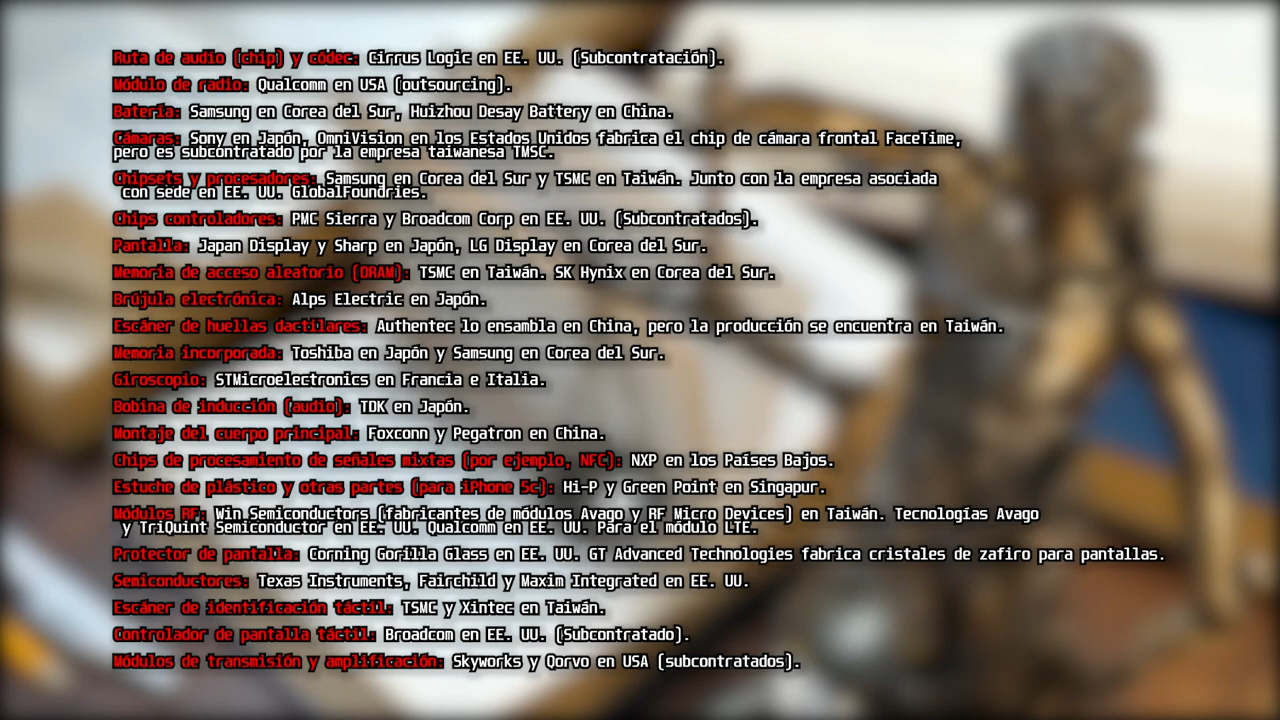 Ruta de audio (chip) y códec: Cirrus Logic en EE. UU. (Subcontratación).
Módulo de radio: Qualcomm en USA (outsourcing).
Batería: Samsung en Corea del Sur, Huizhou Desay Battery en China.
Cámaras: Sony en Japón, OmniVision en los Estados Unidos fabrica el chip de cámara frontal FaceTime,
pero es subcontratado por la empresa taiwanesa TMSC.
Chipsets y procesadores: Samsung en Corea del Sur y TSMC en Taiwán. Junto con la empresa asociada
con sede en EE. UU. GlobalFoundries.
Chips controladores: PMC Sierra y Broadcom Corp en EE. UU. (Subcontratados).
Pantalla: Japan Display y Sharp en Japón, LG Display en Corea del Sur.
Memoria de acceso aleatorio (DRAM): TSMC en Taiwán. SK Hynix en Corea del Sur.
Brújula electrónica: Alps Electric en Japón.
Escáner de huellas dactilares: Authentec lo ensambla en China, pero la producción se encuentra en Taiwán.
Memoria incorporada: Toshiba en Japón y Samsung en Corea del Sur.
Giroscopio: STMicroelectronics en Francia e Italia.
Bobina de inducción (audio): TDK en Japón.
Montaje del cuerpo principal: Foxconn y Pegatron en China.
Chips de procesamiento de señales mixtas (por ejemplo, NFC): NXP en los Países Bajos.
Estuche de plástico y otras partes (para iPhone 5c): Hi-P y Green Point en Singapur.
Módulos RF: Win Semiconductors (fabricantes de módulos Avago y RF Micro Devices) en Taiwán. Tecnologías Avago
y TriQuint Semiconductor en EE. UU. Qualcomm en EE. UU. Para el módulo LTE.
Protector de pantalla: Corning Gorilla Glass en EE. UU. GT Advanced Technologies fabrica cristales de zafiro para pantallas.
Semiconductores: Texas Instruments, Fairchild y Maxim Integrated en EE. UU.
Escáner de identificación táctil: TSMC y Xintec en Taiwán.
Controlador de pantalla táctil: Broadcom en EE. UU. (Subcontratado).
Módulos de transmisión y amplificación: Skyworks y Qorvo en USA (subcontratados).